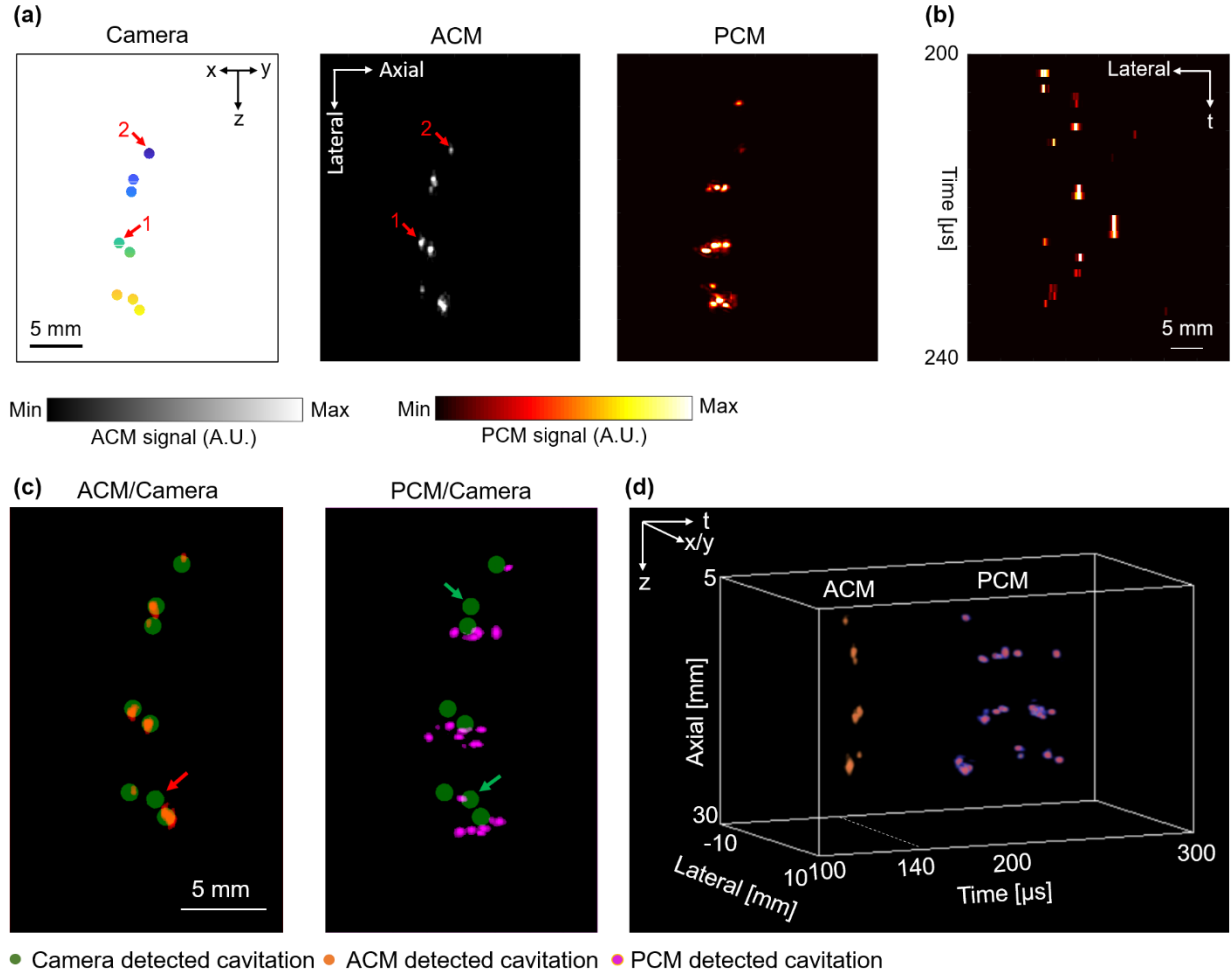 (a)
Camera
ACM
PCM
(b)
x
y
z
2
1
5 mm
Axial
Lateral
2
1
200
Lateral
t
Time [µs]
5 mm
240
Min
Max
ACM signal (A.U.)
Min
Max
PCM signal (A.U.)
(c)
ACM/Camera
PCM/Camera
(d)
5 mm
t
x/y
z
5
ACM
PCM
Axial [mm]
30
-10
Lateral [mm]
10
100
140
200
300
Time [µs]
Camera detected cavitation
ACM detected cavitation
PCM detected cavitation